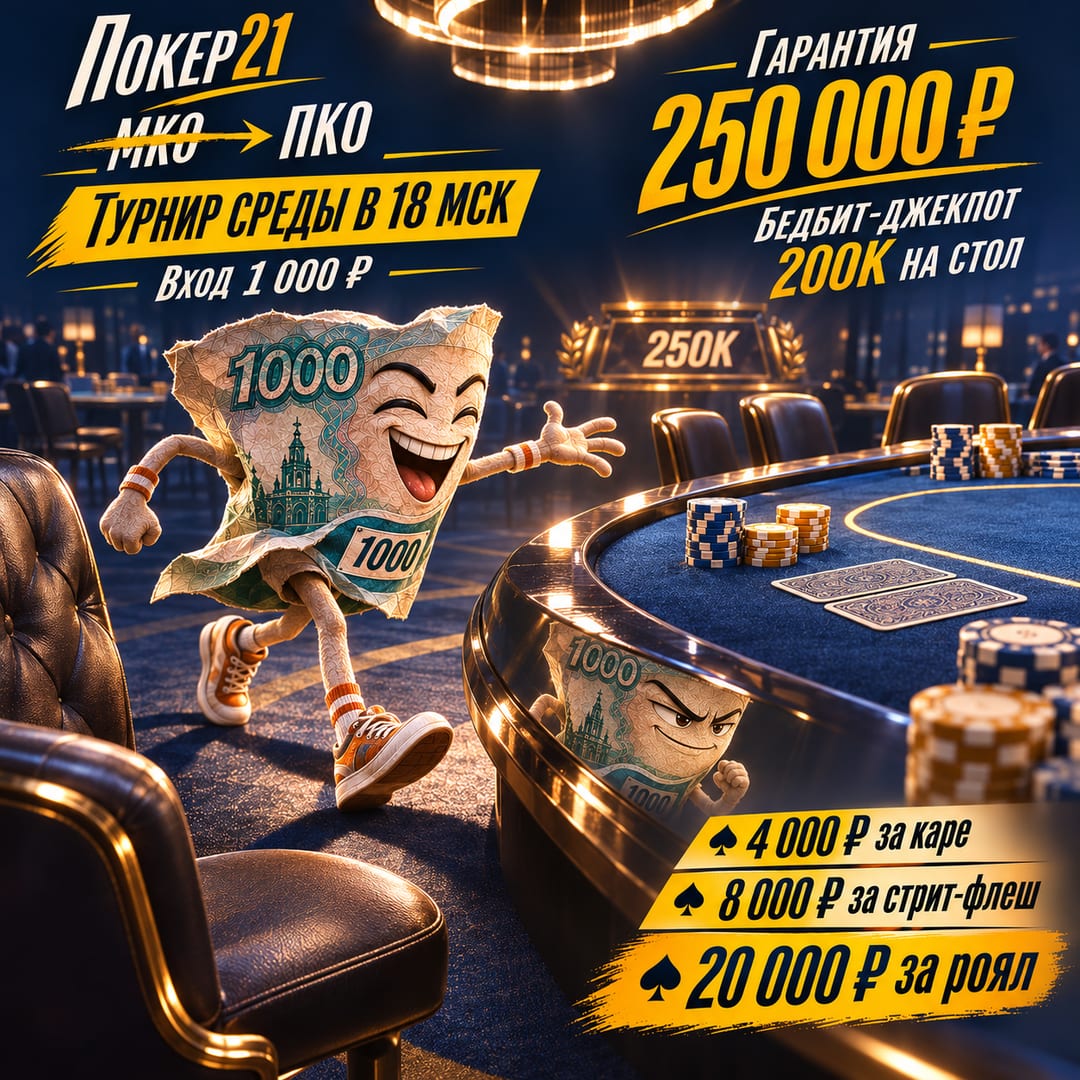 Покер21
МКО → ПКО
Турнир среды в 18 мск
Вход 1 000 ₽
Гарантия
250 000 ₽
Бедбит-джекпот
200К на стол
250К
1000
1000
1000
1000
♠ 4 000 ₽ за каре
♠ 8 000 ₽ за стрит-флеш
♠ 20 000 ₽ за роял